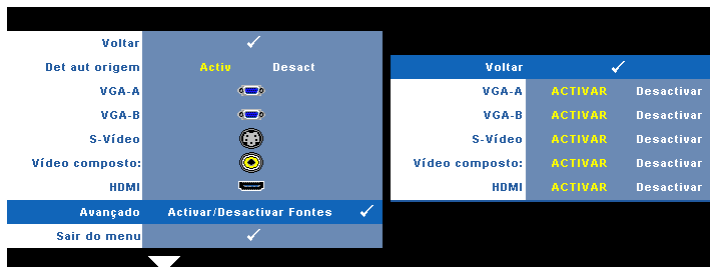 Voltar
Det aut origem Activ Desact
VGA-A
VGA-B
S-Vídeo
Vídeo composto:
HDMI
Avançado Activar/Desactivar Fontes
Sair do menu
Voltar
VGA-A ACTIVAR Desactivar
VGA-B ACTIVAR Desactivar
S-Vídeo ACTIVAR Desactivar
Vídeo composto: ACTIVAR Desactivar
HDMI ACTIVAR Desactivar